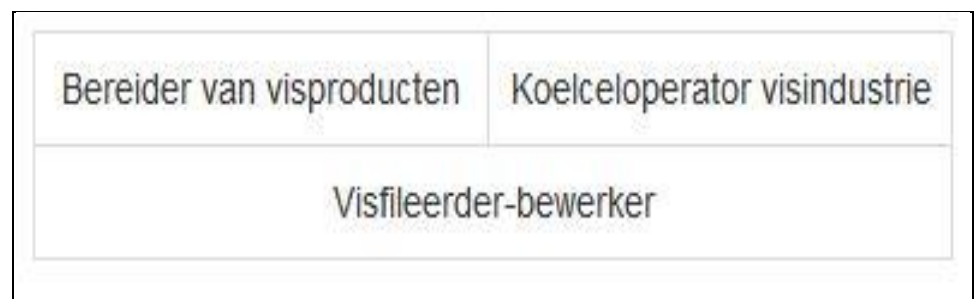 Bereider van visproducten Koelceloperator visindustrie
Visfileerder-bewerker